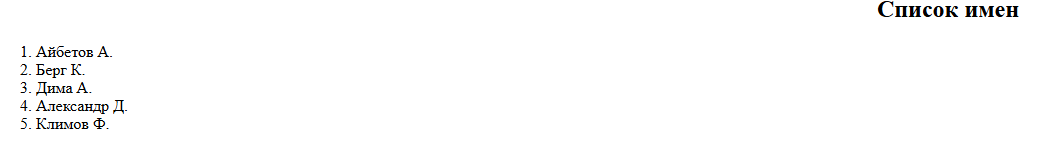 Список имен
1. Айбетов А.
2. Берг К.
3. Дима А.
4. Александр Д.
5. Климов Ф.